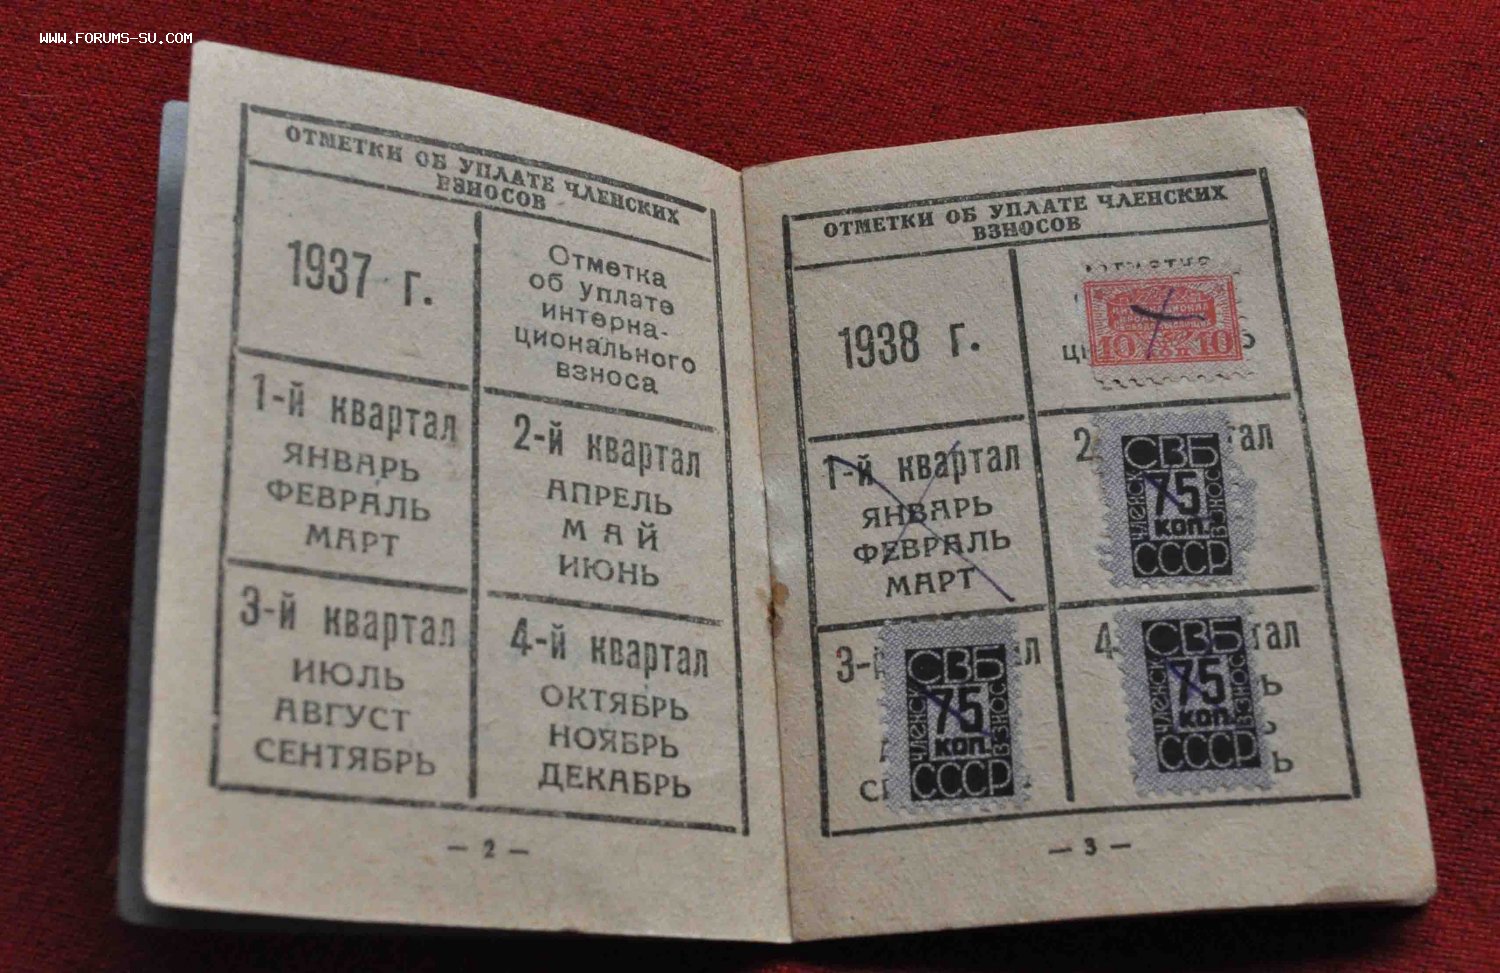 WWW.FORUMS-SU.COM
ОТМЕТКИ ОБ УПЛАТЕ ЧЛЕНСКИХ
ВЗНОСОВ
1937 г.
Отметка
об уплате
интерна-
ционального
взноса
1-й квартал
ЯНВАРЬ
ФЕВРАЛЬ
МАРТ
2-й квартал
АПРЕЛЬ
МАЙ
ИЮНЬ
3-й квартал
ИЮЛЬ
АВГУСТ
СЕНТЯБРЬ
4-й квартал
ОКТЯБРЬ
НОЯБРЬ
ДЕКАБРЬ
— 2 —
ОТМЕТКИ ОБ УПЛАТЕ ЧЛЕНСКИХ
ВЗНОСОВ
1938 г.
10 КОП 10
1-й квартал
ЯНВАРЬ
ФЕВРАЛЬ
МАРТ
СВБ
ЧЛЕНСК
75
КОП.
ВЗНОС
СССР
СВБ
ЧЛЕНСК
75
КОП.
ВЗНОС
СССР
СВБ
ЧЛЕНСК
75
КОП.
ВЗНОС
СССР
— 3 —